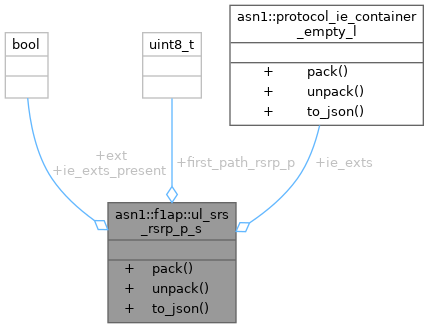 asn1::protocol_ie_container
_empty_l
+ pack()
+ unpack()
+ to_json()
bool
uint8_t
+ext
+ie_exts_present
+first_path_rsrp_p
+ie_exts
asn1::f1ap::ul_srs
_rsrp_p_s
+ pack()
+ unpack()
+ to_json()